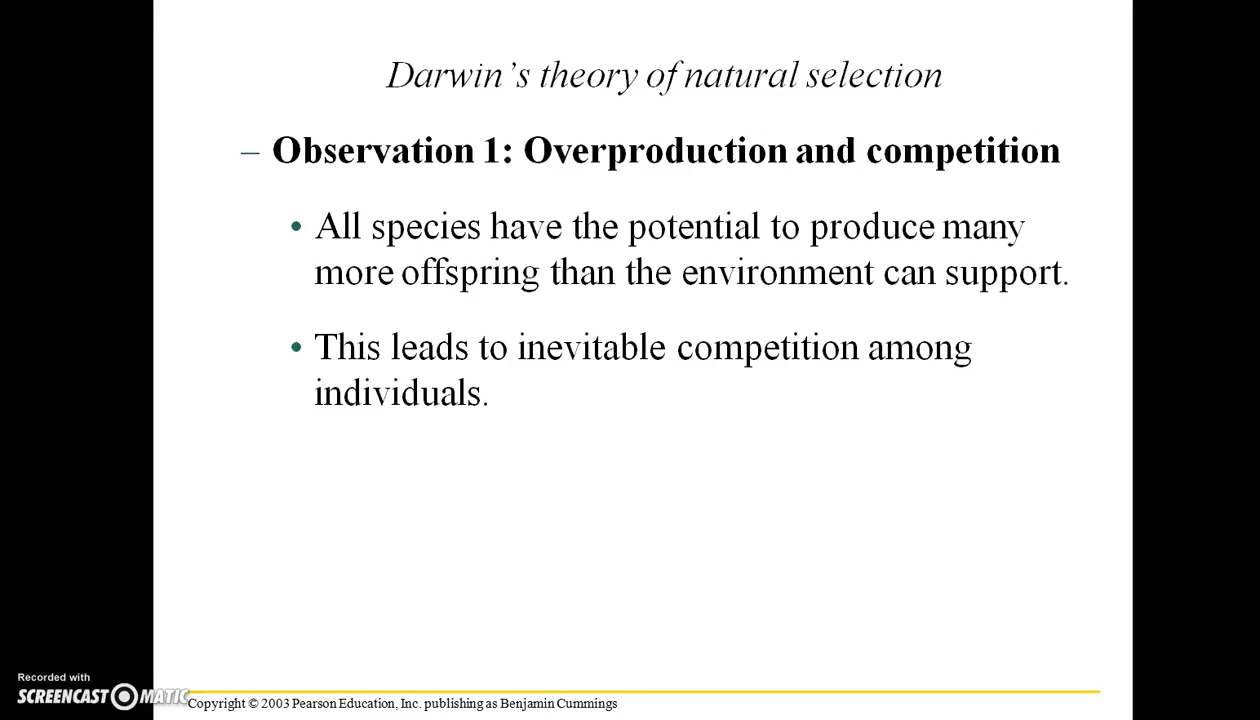 Darwin's theory of natural selection
– Observation 1: Overproduction and competition
• All species have the potential to produce many
more offspring than the environment can support.
• This leads to inevitable competition among
individuals.
Recorded with
SCREENCAST MATIC
Copyright © 2003 Pearson Education, Inc. publishing as Benjamin Cummings